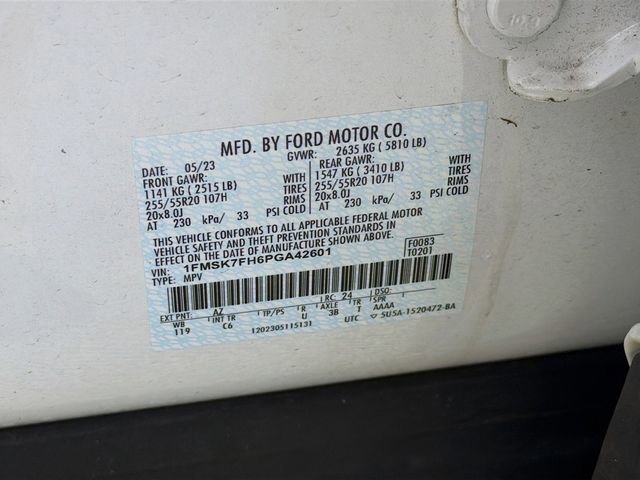 MFD. BY FORD MOTOR CO.
DATE: 05/23 GVWR: 2635 KG ( 5810 LB)
FRONT GAWR: WITH REAR GAWR: WITH
1141 KG ( 2515 LB) TIRES 1547 KG ( 3410 LB) TIRES
255/55R20 107H RIMS 255/55R20 107H RIMS
20x8.0J 20x8.0J
AT 230 kPa/ 33 PSI COLD AT 230 kPa/ 33 PSI COLD
THIS VEHICLE CONFORMS TO ALL APPLICABLE FEDERAL MOTOR
VEHICLE SAFETY AND THEFT PREVENTION STANDARDS IN
EFFECT ON THE DATE OF MANUFACTURE SHOWN ABOVE.
VIN: 1FMSK7FH6PGA42601 F0083
TYPE: MPV T0201
EXT PNT: AZ RC: 24 DSO:
WB INT TR TP/PS R AXLE TR SPR
119 C6 U 3B T AAAA
1202305115131 UTC ▽ 5U5A-1520472-BA